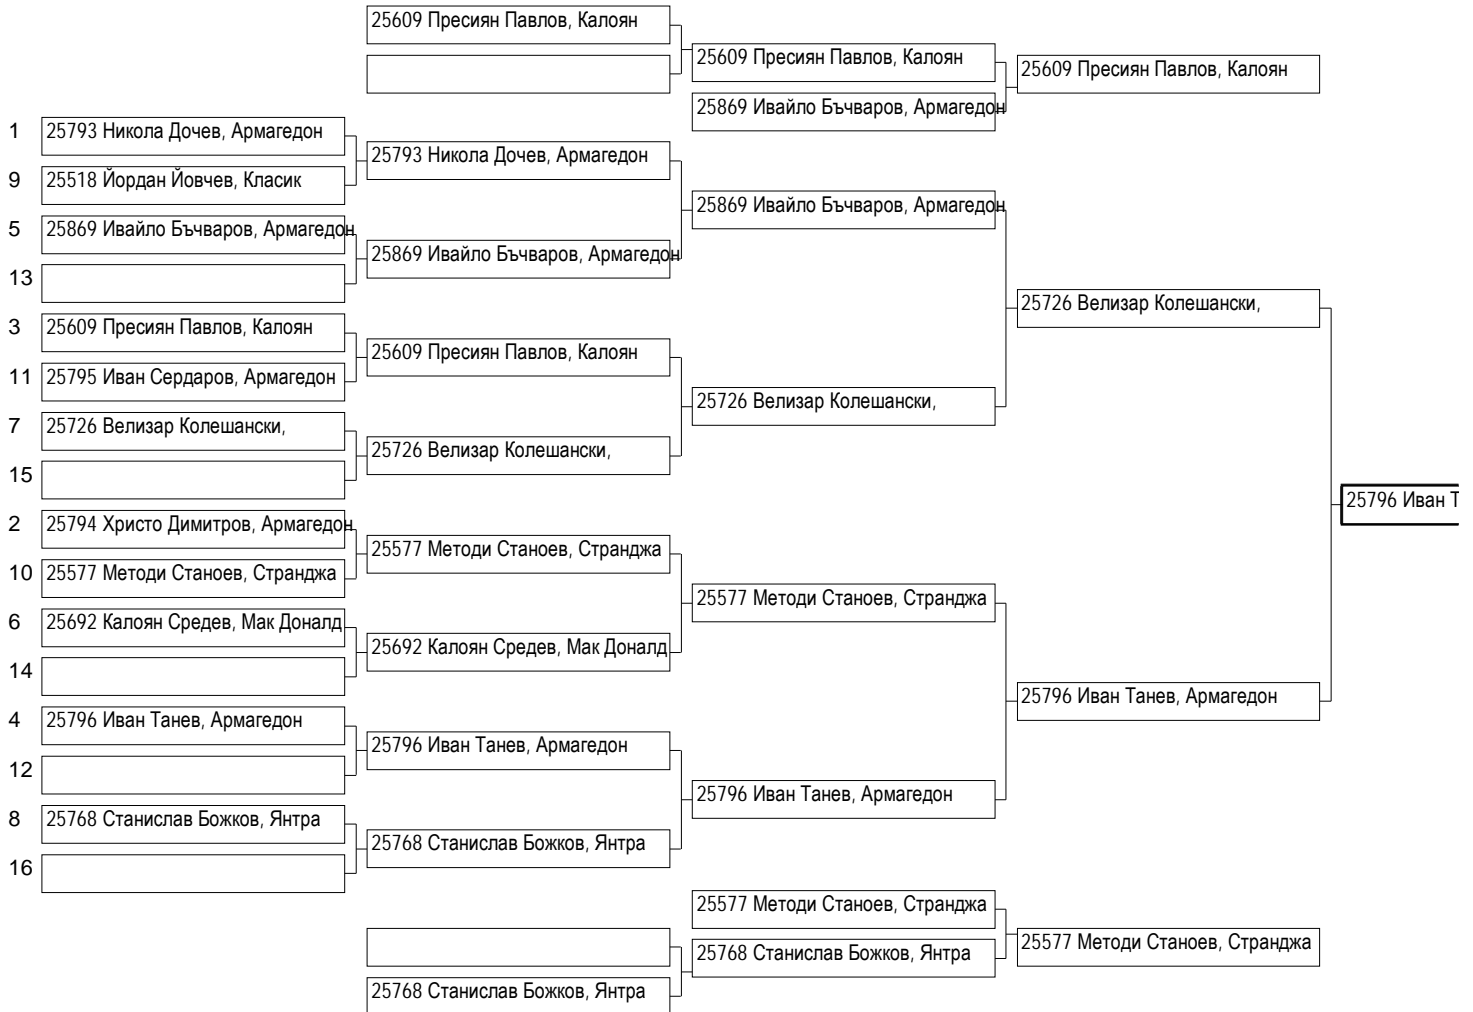 25609 Пресиян Павлов, Калоян
25609 Пресиян Павлов, Калоян
25609 Пресиян Павлов, Калоян
25869 Ивайло Бъчваров, Армагедон
1 25793 Никола Дочев, Армагедон
25793 Никола Дочев, Армагедон
9 25518 Йордан Йовчев, Класик
25869 Ивайло Бъчваров, Армагедон
5 25869 Ивайло Бъчваров, Армагедон
25869 Ивайло Бъчваров, Армагедон
13
25726 Велизар Колешански,
3 25609 Пресиян Павлов, Калоян
25609 Пресиян Павлов, Калоян
11 25795 Иван Сердаров, Армагедон
25726 Велизар Колешански,
7 25726 Велизар Колешански,
25726 Велизар Колешански,
15
25796 Иван Т
2 25794 Христо Димитров, Армагедон
25577 Методи Станоев, Странджа
10 25577 Методи Станоев, Странджа
25577 Методи Станоев, Странджа
6 25692 Калоян Средев, Мак Доналд
25692 Калоян Средев, Мак Доналд
14
25796 Иван Танев, Армагедон
4 25796 Иван Танев, Армагедон
25796 Иван Танев, Армагедон
12
25796 Иван Танев, Армагедон
8 25768 Станислав Божков, Янтра
25768 Станислав Божков, Янтра
16
25577 Методи Станоев, Странджа
25577 Методи Станоев, Странджа
25768 Станислав Божков, Янтра
25768 Станислав Божков, Янтра